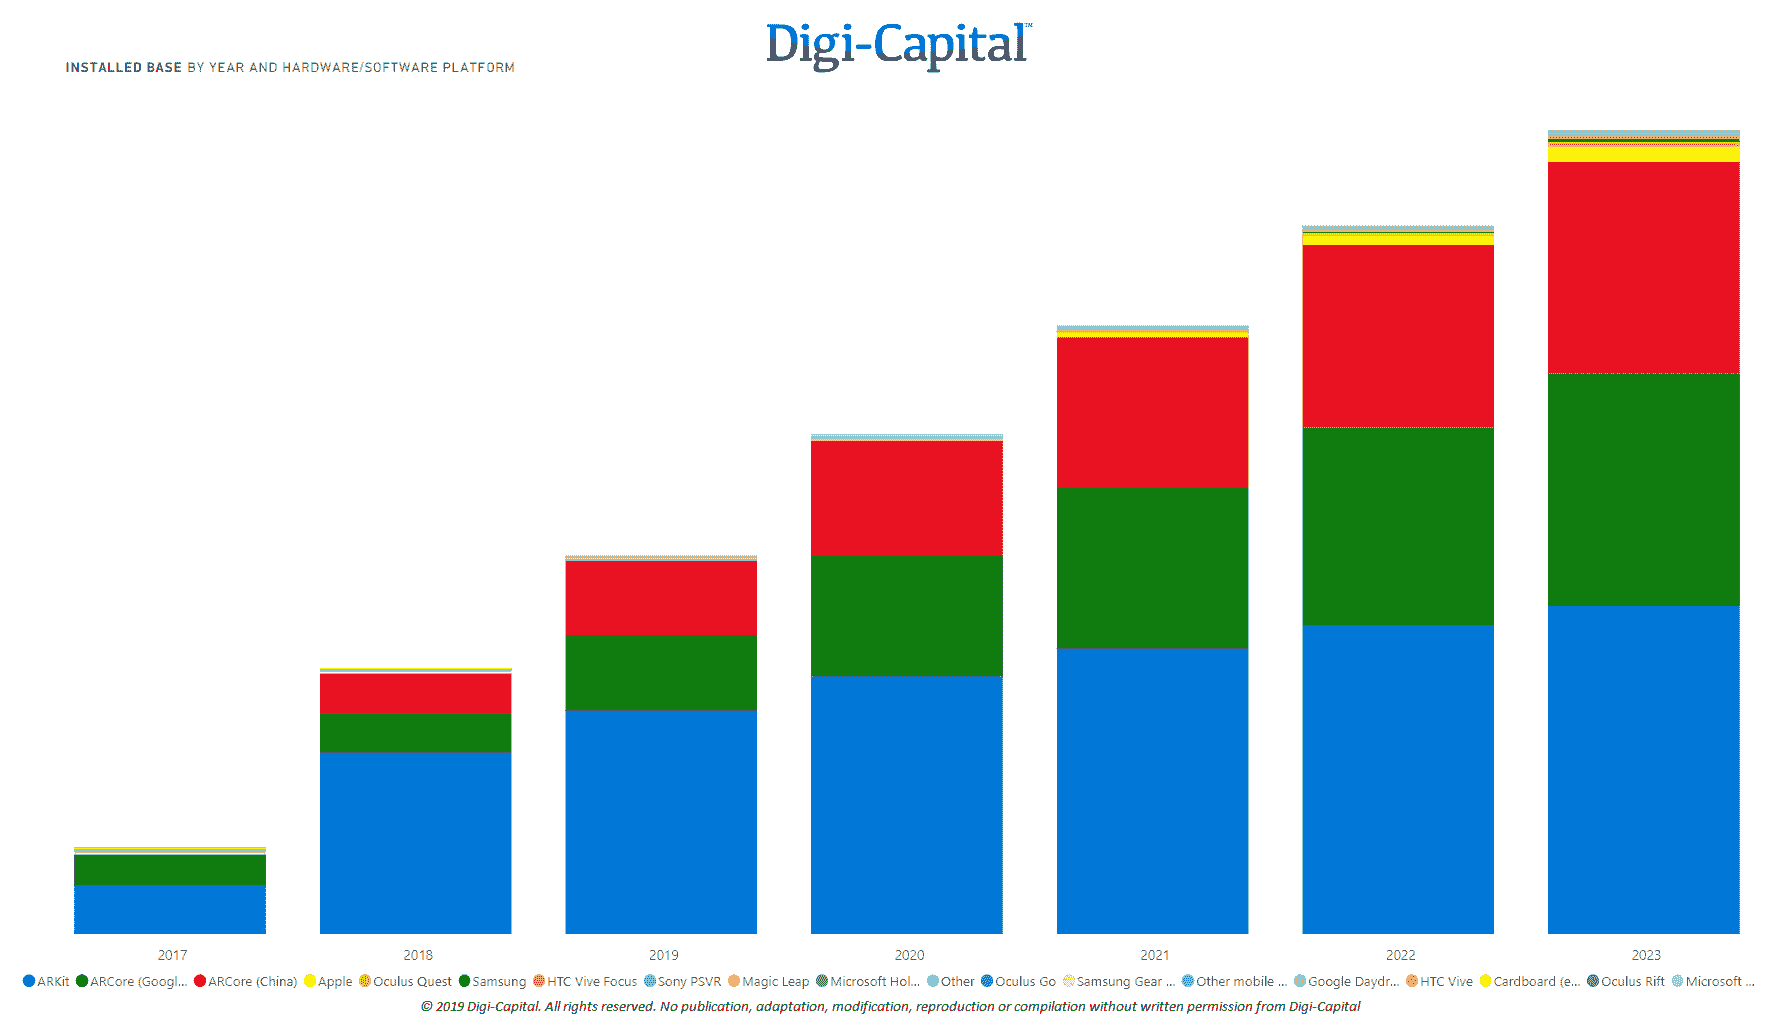 Digi-Capital™
INSTALLED BASE BY YEAR AND HARDWARE/SOFTWARE PLATFORM
2017 2018 2019 2020 2021 2022 2023
ARKit ARCore (Googl... ARCore (China) Apple Oculus Quest Samsung HTC Vive Focus Sony PSVR Magic Leap Microsoft Hol... Other Oculus Go Samsung Gear ... Other mobile ... Google Daydr... HTC Vive Cardboard (e... Oculus Rift Microsoft ...
© 2019 Digi-Capital. All rights reserved. No publication, adaptation, modification, reproduction or compilation without written permission from Digi-Capital